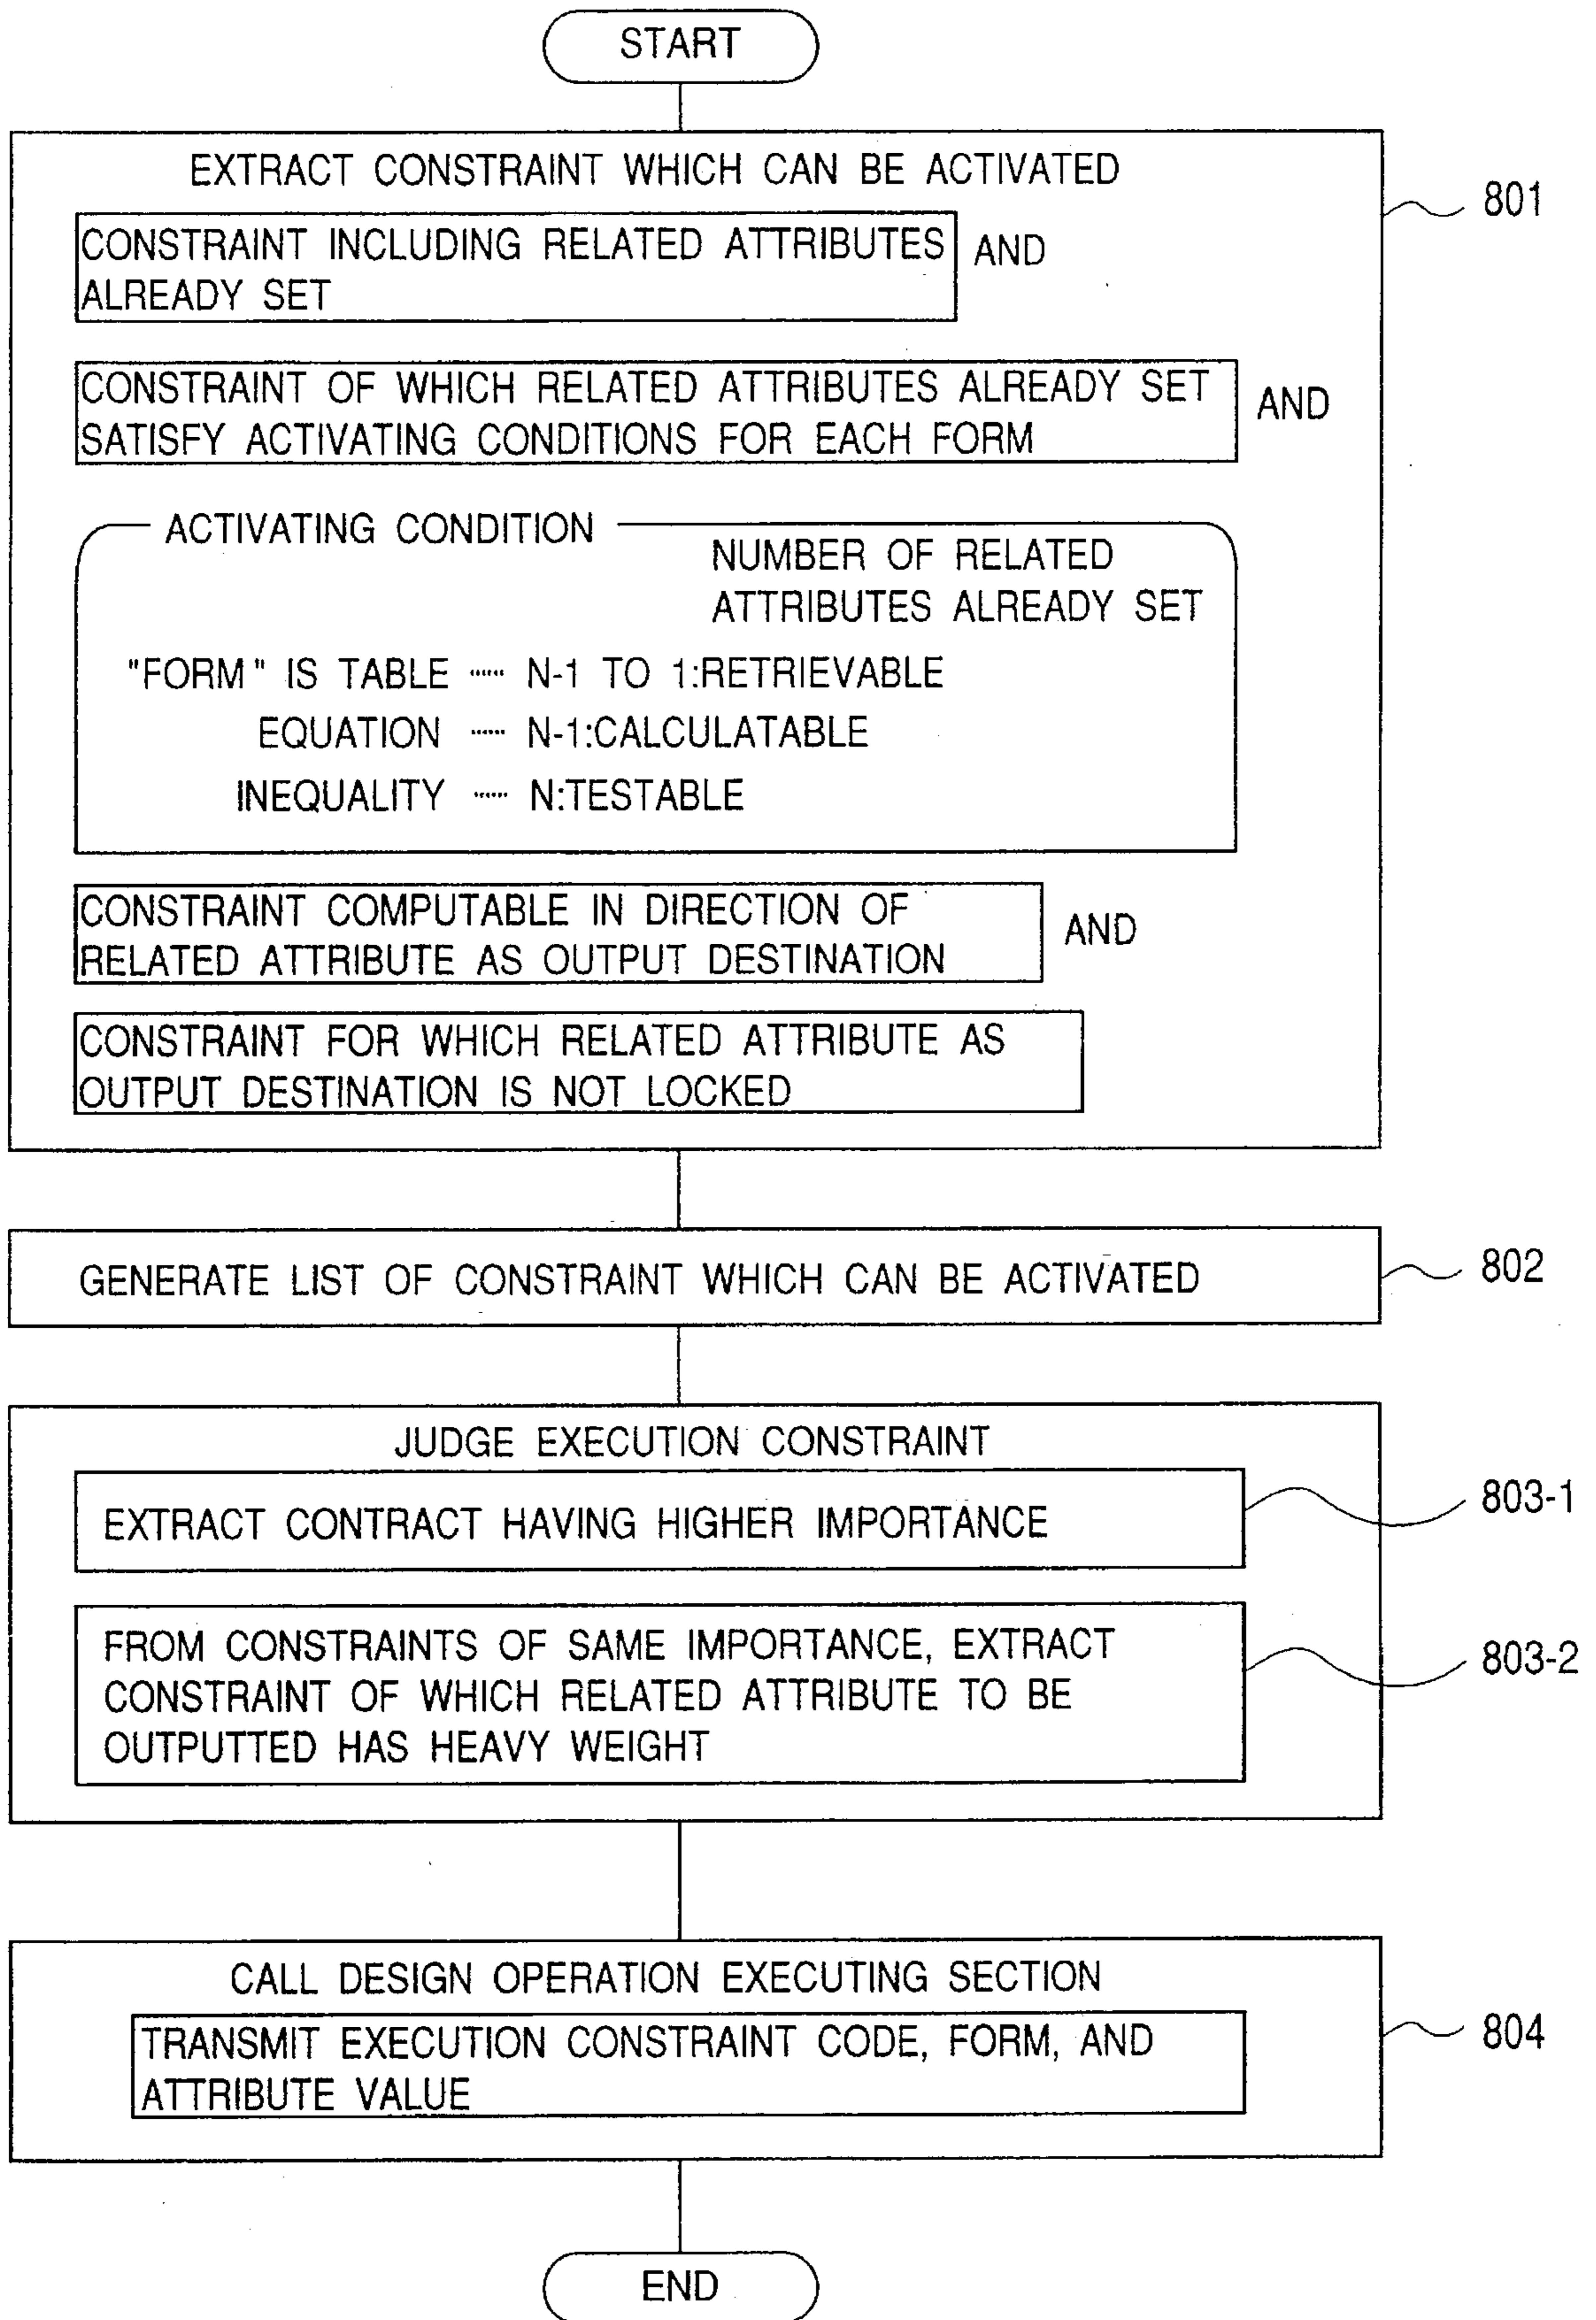 START
EXTRACT CONSTRAINT WHICH CAN BE ACTIVATED
801
CONSTRAINT INCLUDING RELATED ATTRIBUTES
ALREADY SET
AND
CONSTRAINT OF WHICH RELATED ATTRIBUTES ALREADY SET
SATISFY ACTIVATING CONDITIONS FOR EACH FORM
AND
ACTIVATING CONDITION
NUMBER OF RELATED
ATTRIBUTES ALREADY SET
"FORM" IS TABLE ...... N-1 TO 1:RETRIEVABLE
EQUATION ...... N-1:CALCULATABLE
INEQUALITY ...... N:TESTABLE
CONSTRAINT COMPUTABLE IN DIRECTION OF
RELATED ATTRIBUTE AS OUTPUT DESTINATION
AND
CONSTRAINT FOR WHICH RELATED ATTRIBUTE AS
OUTPUT DESTINATION IS NOT LOCKED
GENERATE LIST OF CONSTRAINT WHICH CAN BE ACTIVATED
802
JUDGE EXECUTION CONSTRAINT
EXTRACT CONTRACT HAVING HIGHER IMPORTANCE
803-1
FROM CONSTRAINTS OF SAME IMPORTANCE, EXTRACT
CONSTRAINT OF WHICH RELATED ATTRIBUTE TO BE
OUTPUTTED HAS HEAVY WEIGHT
803-2
CALL DESIGN OPERATION EXECUTING SECTION
TRANSMIT EXECUTION CONSTRAINT CODE, FORM, AND
ATTRIBUTE VALUE
804
END